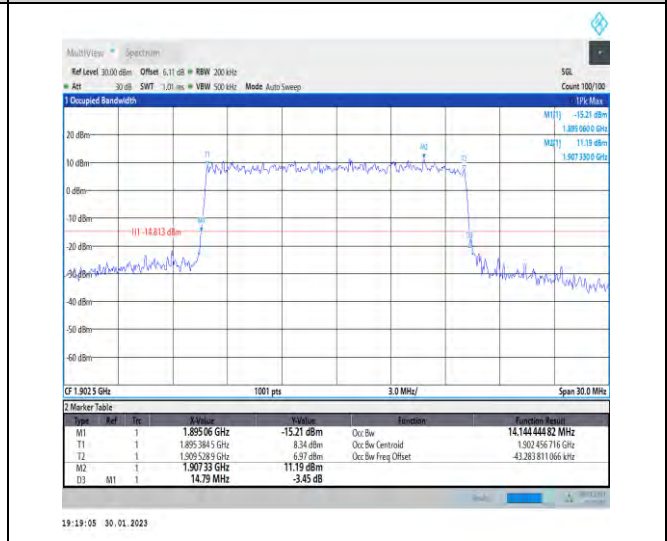 MultiView Spectrum
Ref Level 30.00 dBm Offset 6.11 dB RBW 200 kHz SGL
Att 30 dB SWT 1.01 ms VBW 500 kHz Mode Auto Sweep Count 100/100
1 Occupied Bandwidth 1Pk Max
M1[1] -15.21 dBm
1.895 060 0 GHz
20 dBm
M2[1] 11.19 dBm
1.907 330 0 GHz
T1 M2 T2
10 dBm
0 dBm
-10 dBm
M1
H1 -14.813 dBm
-20 dBm
-30 dBm
-40 dBm
-50 dBm
-60 dBm
CF 1.902 5 GHz 1001 pts 3.0 MHz/ Span 30.0 MHz
2 Marker Table
Type Ref Trc X-Value Y-Value Function Function Result
M1 1 1.895 06 GHz -15.21 dBm Occ Bw 14.144 444 82 MHz
T1 1 1.895 384 5 GHz 8.34 dBm Occ Bw Centroid 1.902 456 716 GHz
T2 1 1.909 528 9 GHz 6.97 dBm Occ Bw Freq Offset -43.283 811 066 kHz
M2 1 1.907 33 GHz 11.19 dBm
D3 M1 1 14.79 MHz -3.45 dB
19:19:05 30.01.2023